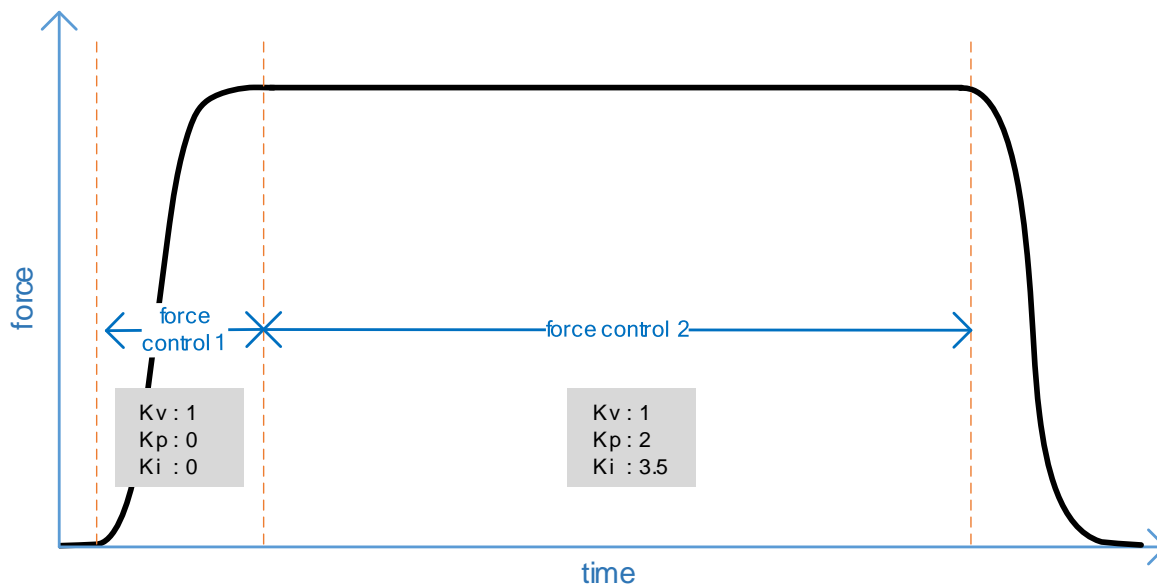 force
force
control 1
force control 2
Kv : 1
Kp : 0
Ki : 0
Kv : 1
Kp : 2
Ki : 3.5
time